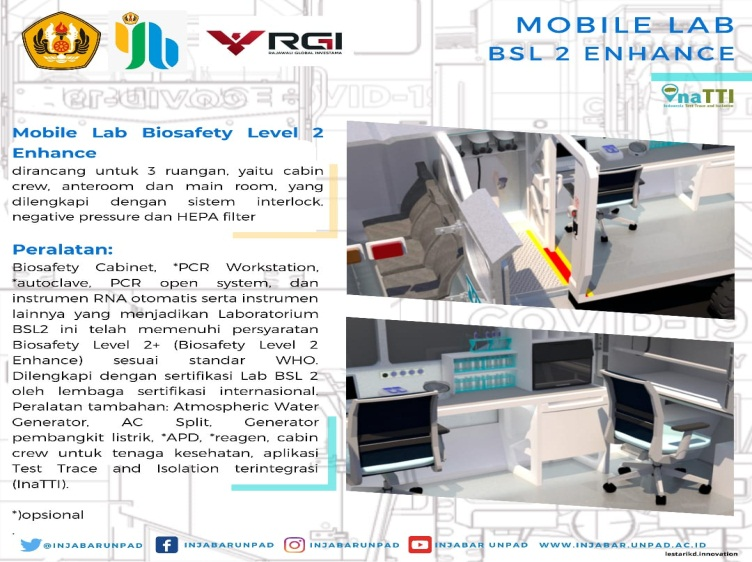 RGI
RAJAWALI GLOBAL INVESTAMA
MOBILE LAB
BSL 2 ENHANCE
inaTTI
Indonesia Test Trace and Isolation
Mobile Lab Biosafety Level 2
Enhance
dirancang untuk 3 ruangan, yaitu cabin
crew, anteroom dan main room, yang
dilengkapi dengan sistem interlock,
negative pressure dan HEPA filter
Peralatan:
Biosafety Cabinet, *PCR Workstation,
*autoclave, PCR open system, dan
instrumen RNA otomatis serta instrumen
lainnya yang menjadikan Laboratorium
BSL2 ini telah memenuhi persyaratan
Biosafety Level 2+ (Biosafety Level 2
Enhance) sesuai standar WHO.
Dilengkapi dengan sertifikasi Lab BSL 2
oleh lembaga sertifikasi internasional.
Peralatan tambahan: Atmospheric Water
Generator, AC Split, Generator
pembangkit listrik, *APD, *reagen, cabin
crew untuk tenaga kesehatan, aplikasi
Test Trace and Isolation terintegrasi
(InaTTI).
*)opsional
.
@INJABARUNPAD INJABARUNPAD INJABARUNPAD INJABAR UNPAD WWW.INJABAR.UNPAD.AC.ID
lestarikd.innovation
COVID-19